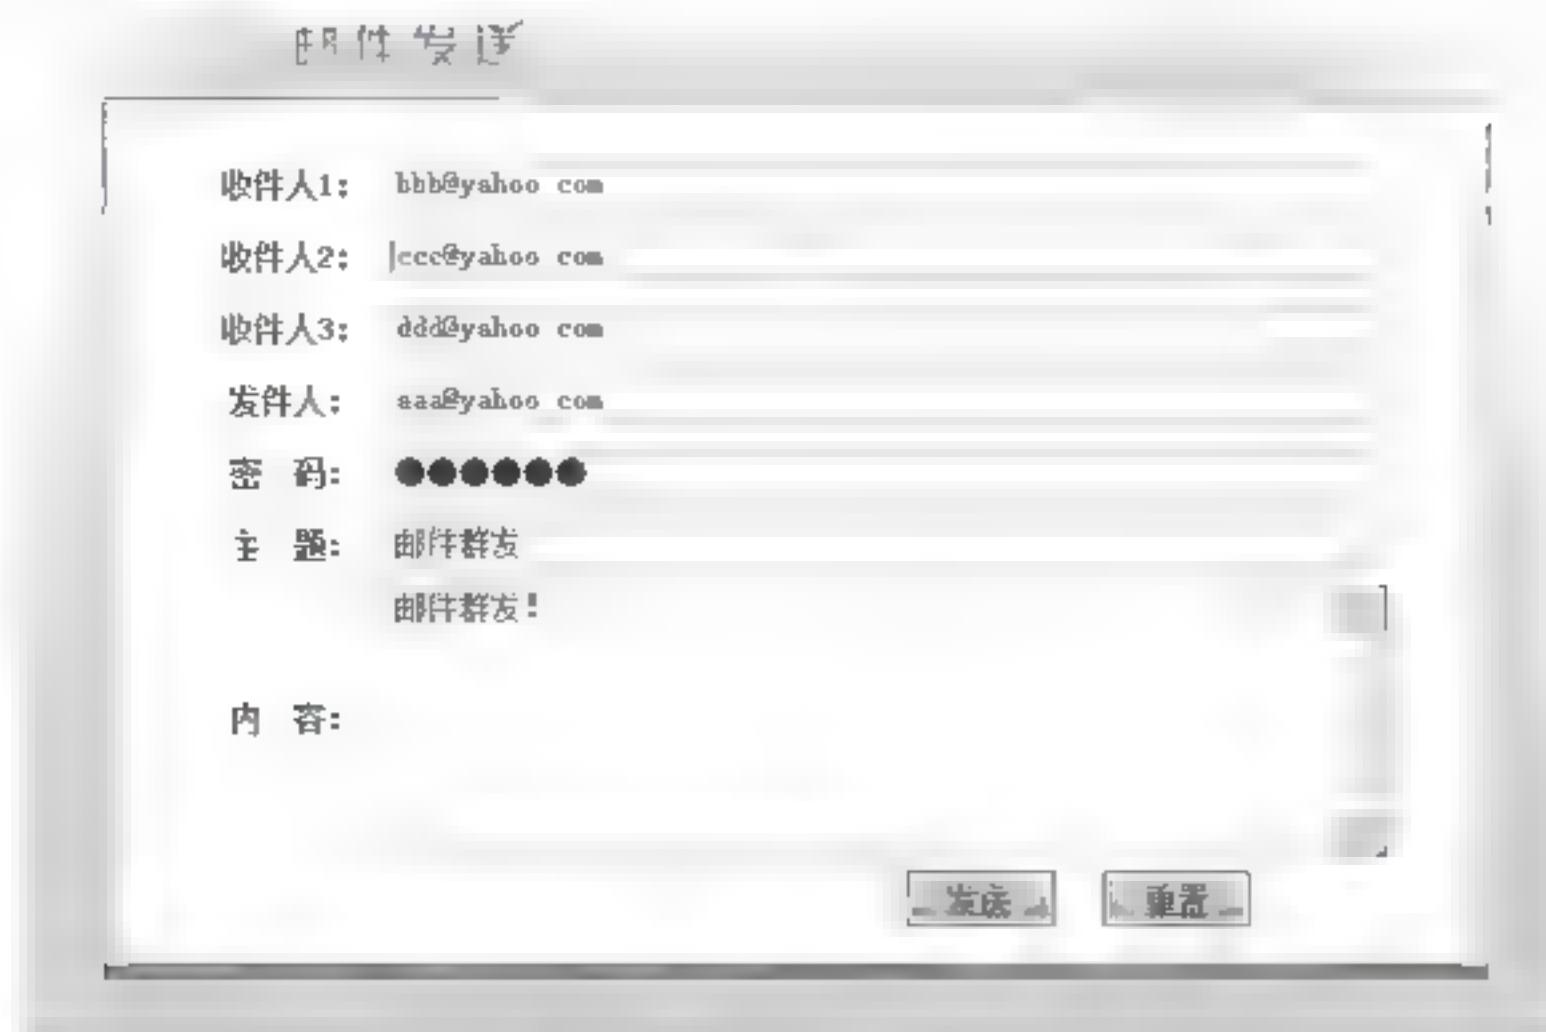 邮件发送
收件人1: bbb@yahoo com
收件人2: ccc@yahoo com
收件人3: ddd@yahoo com
发件人: aaa@yahoo com
密 码: ●●●●●●
主 题: 邮件群发
邮件群发!
内 容:
发送 重置